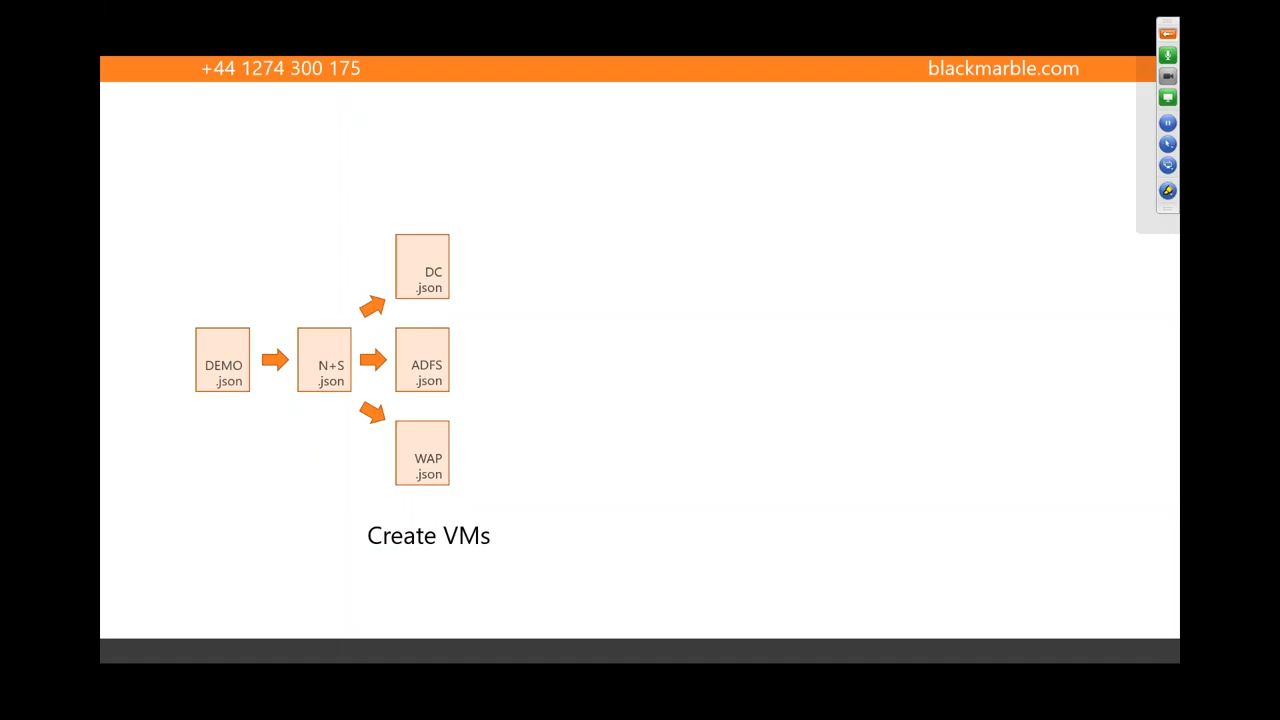 +44 1274 300 175
blackmarble.com
DC
.json
DEMO
.json
N+S
.json
ADFS
.json
WAP
.json
Create VMs